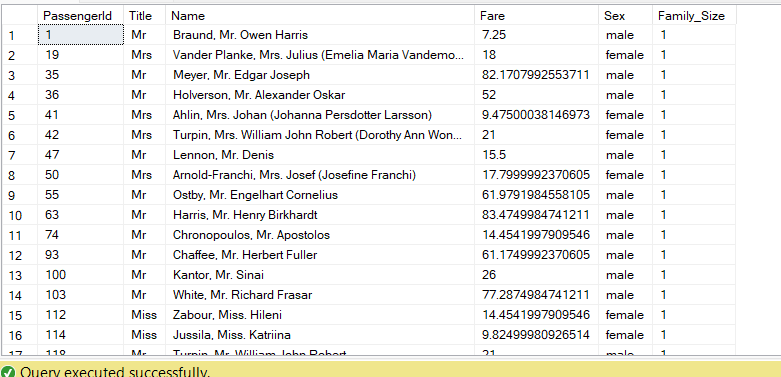 PassengerId Title Name Fare Sex Family_Size
1 1 Mr Braund, Mr. Owen Harris 7.25 male 1
2 19 Mrs Vander Planke, Mrs. Julius (Emelia Maria Vandemo... 18 female 1
3 35 Mr Meyer, Mr. Edgar Joseph 82.1707992553711 male 1
4 36 Mr Holverson, Mr. Alexander Oskar 52 male 1
5 41 Mrs Ahlin, Mrs. Johan (Johanna Persdotter Larsson) 9.47500038146973 female 1
6 42 Mrs Turpin, Mrs. William John Robert (Dorothy Ann Won... 21 female 1
7 47 Mr Lennon, Mr. Denis 15.5 male 1
8 50 Mrs Arnold-Franchi, Mrs. Josef (Josefine Franchi) 17.7999992370605 female 1
9 55 Mr Ostby, Mr. Engelhart Cornelius 61.9791984558105 male 1
10 63 Mr Harris, Mr. Henry Birkhardt 83.4749984741211 male 1
11 74 Mr Chronopoulos, Mr. Apostolos 14.4541997909546 male 1
12 93 Mr Chaffee, Mr. Herbert Fuller 61.1749992370605 male 1
13 100 Mr Kantor, Mr. Sinai 26 male 1
14 103 Mr White, Mr. Richard Frasar 77.2874984741211 male 1
15 112 Miss Zabour, Miss. Hileni 14.4541997909546 female 1
16 114 Miss Jussila, Miss. Katriina 9.82499980926514 female 1
17 118 Mr Turpin, Mr. William John Robert 21 male 1
Query executed successfully.